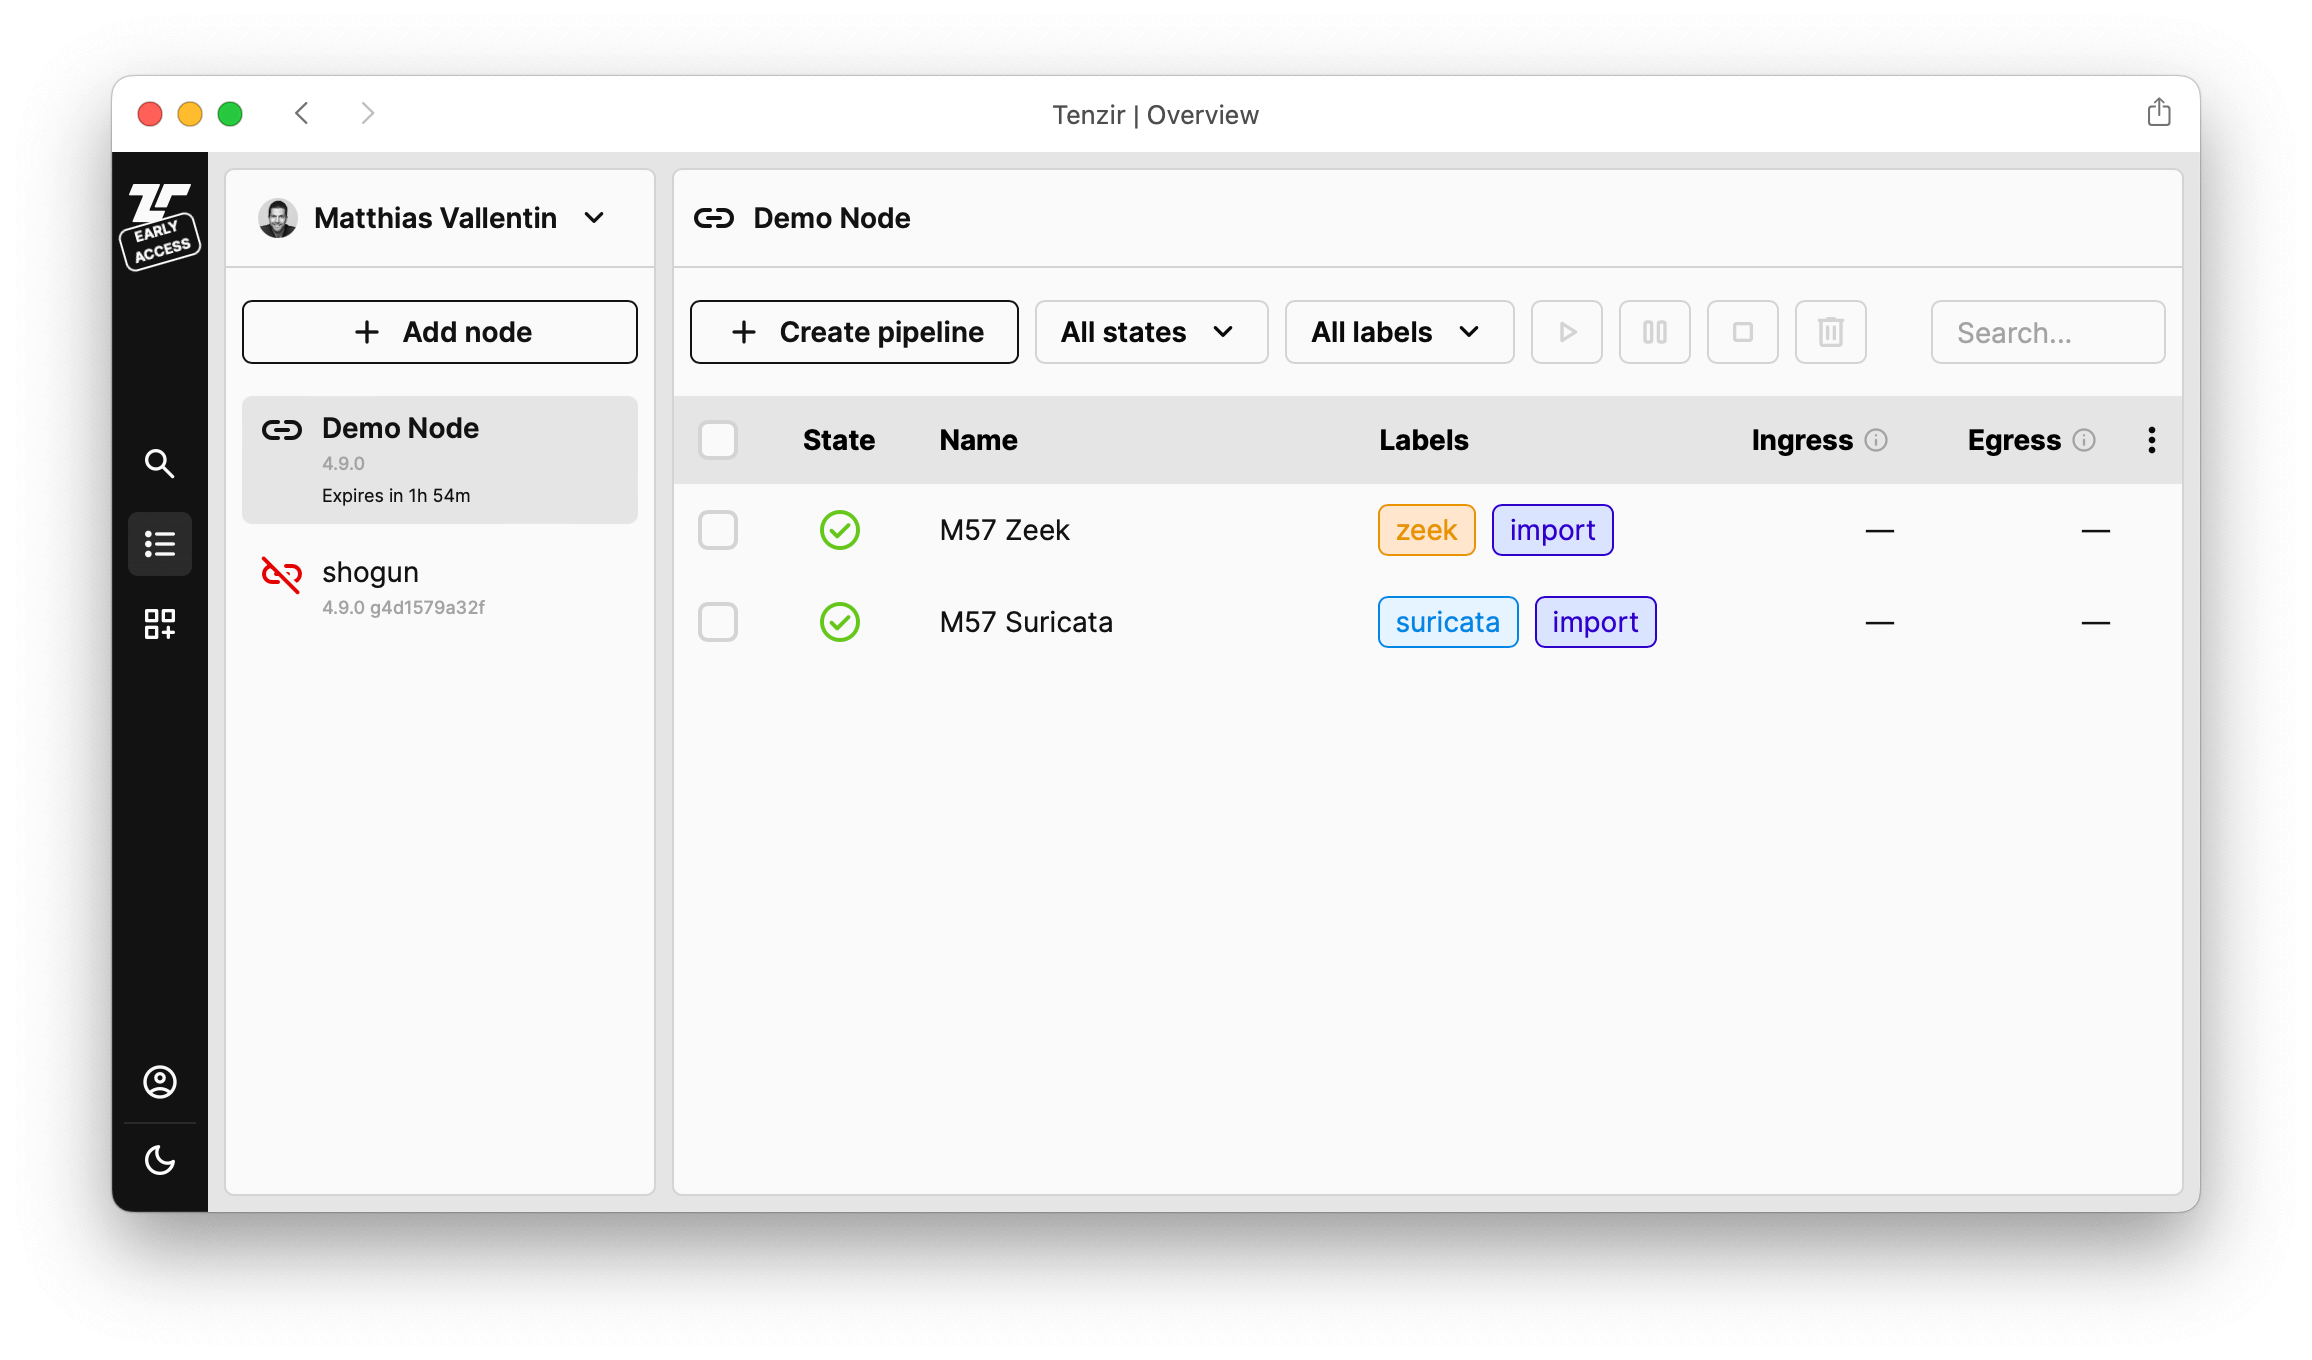 Tenzir | Overview
EARLY
ACCESS
Matthias Vallentin
Add node
Demo Node
4.9.0
Expires in 1h 54m
shogun
4.9.0 g4d1579a32f
Demo Node
Create pipeline
All states
All labels
Search...
State Name Labels Ingress Egress
M57 Zeek zeek import — —
M57 Suricata suricata import — —